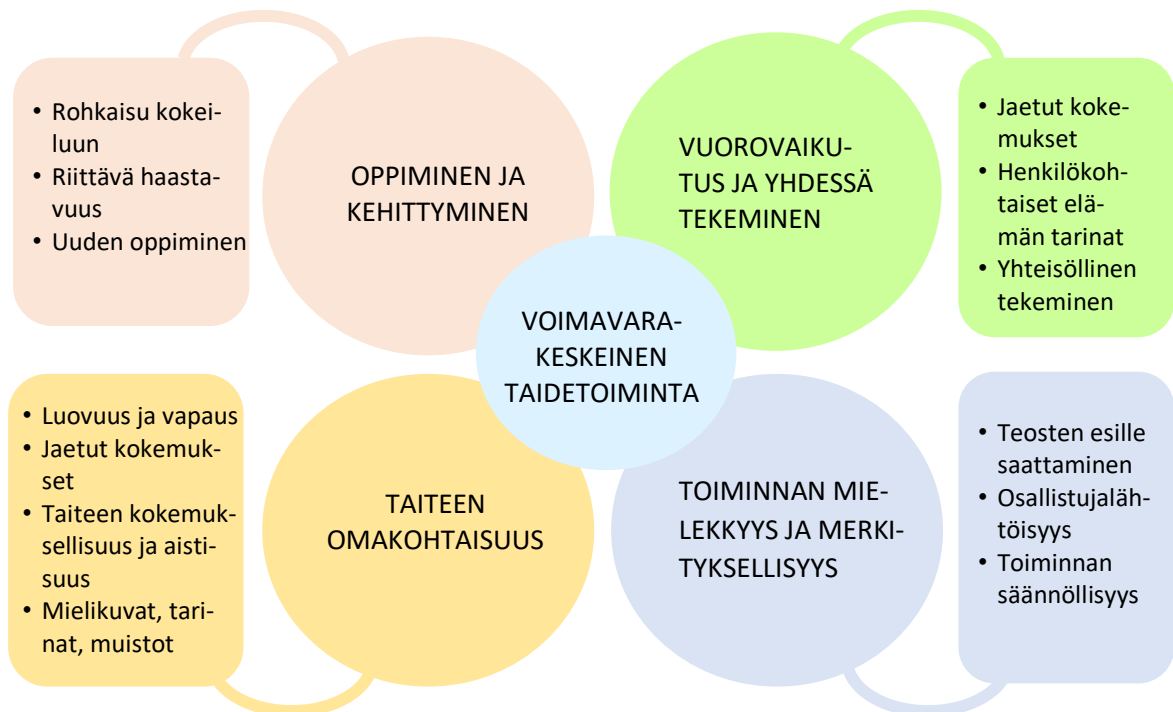 • Rohkaisu kokei-
luun
• Riittävä haasta-
vuus
• Uuden oppiminen
OPPIMINEN JA
KEHITTYMINEN
VUOROVAIKU-
TUS JA YHDESSÄ
TEKEMINEN
• Jaetut koke-
mukset
• Henkilökoh-
taiset elä-
män tarinat
• Yhteisöllinen
tekeminen
VOIMAVARA-
KESKEINEN
TAIDETOIMINTA
• Luovuus ja vapaus
• Jaetut kokemuk-
set
• Taiteen kokemuk-
sellisuus ja aisti-
suus
• Mielikuvat, tari-
nat, muistot
TAITEEN
OMAKOHTAISUUS
TOIMINNAN MIE-
LEKKYYS JA MERKI-
TYKSELLISYYS
• Teosten esille
saattaminen
• Osallistujaläh-
töisyys
• Toiminnan
säännöllisyys